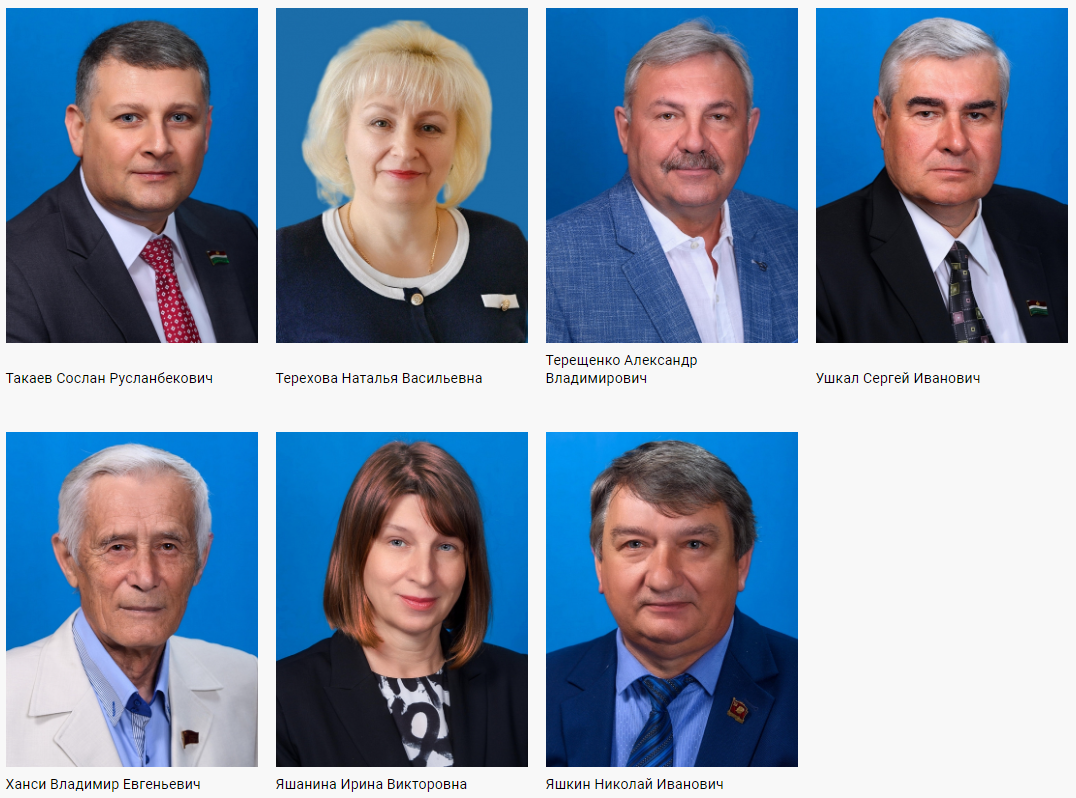 Такаев Сослан Русланбекович
Терехова Наталья Васильевна
Терещенко Александр
Владимирович
Ушкал Сергей Иванович
Ханси Владимир Евгеньевич
Яшанина Ирина Викторовна
Яшкин Николай Иванович